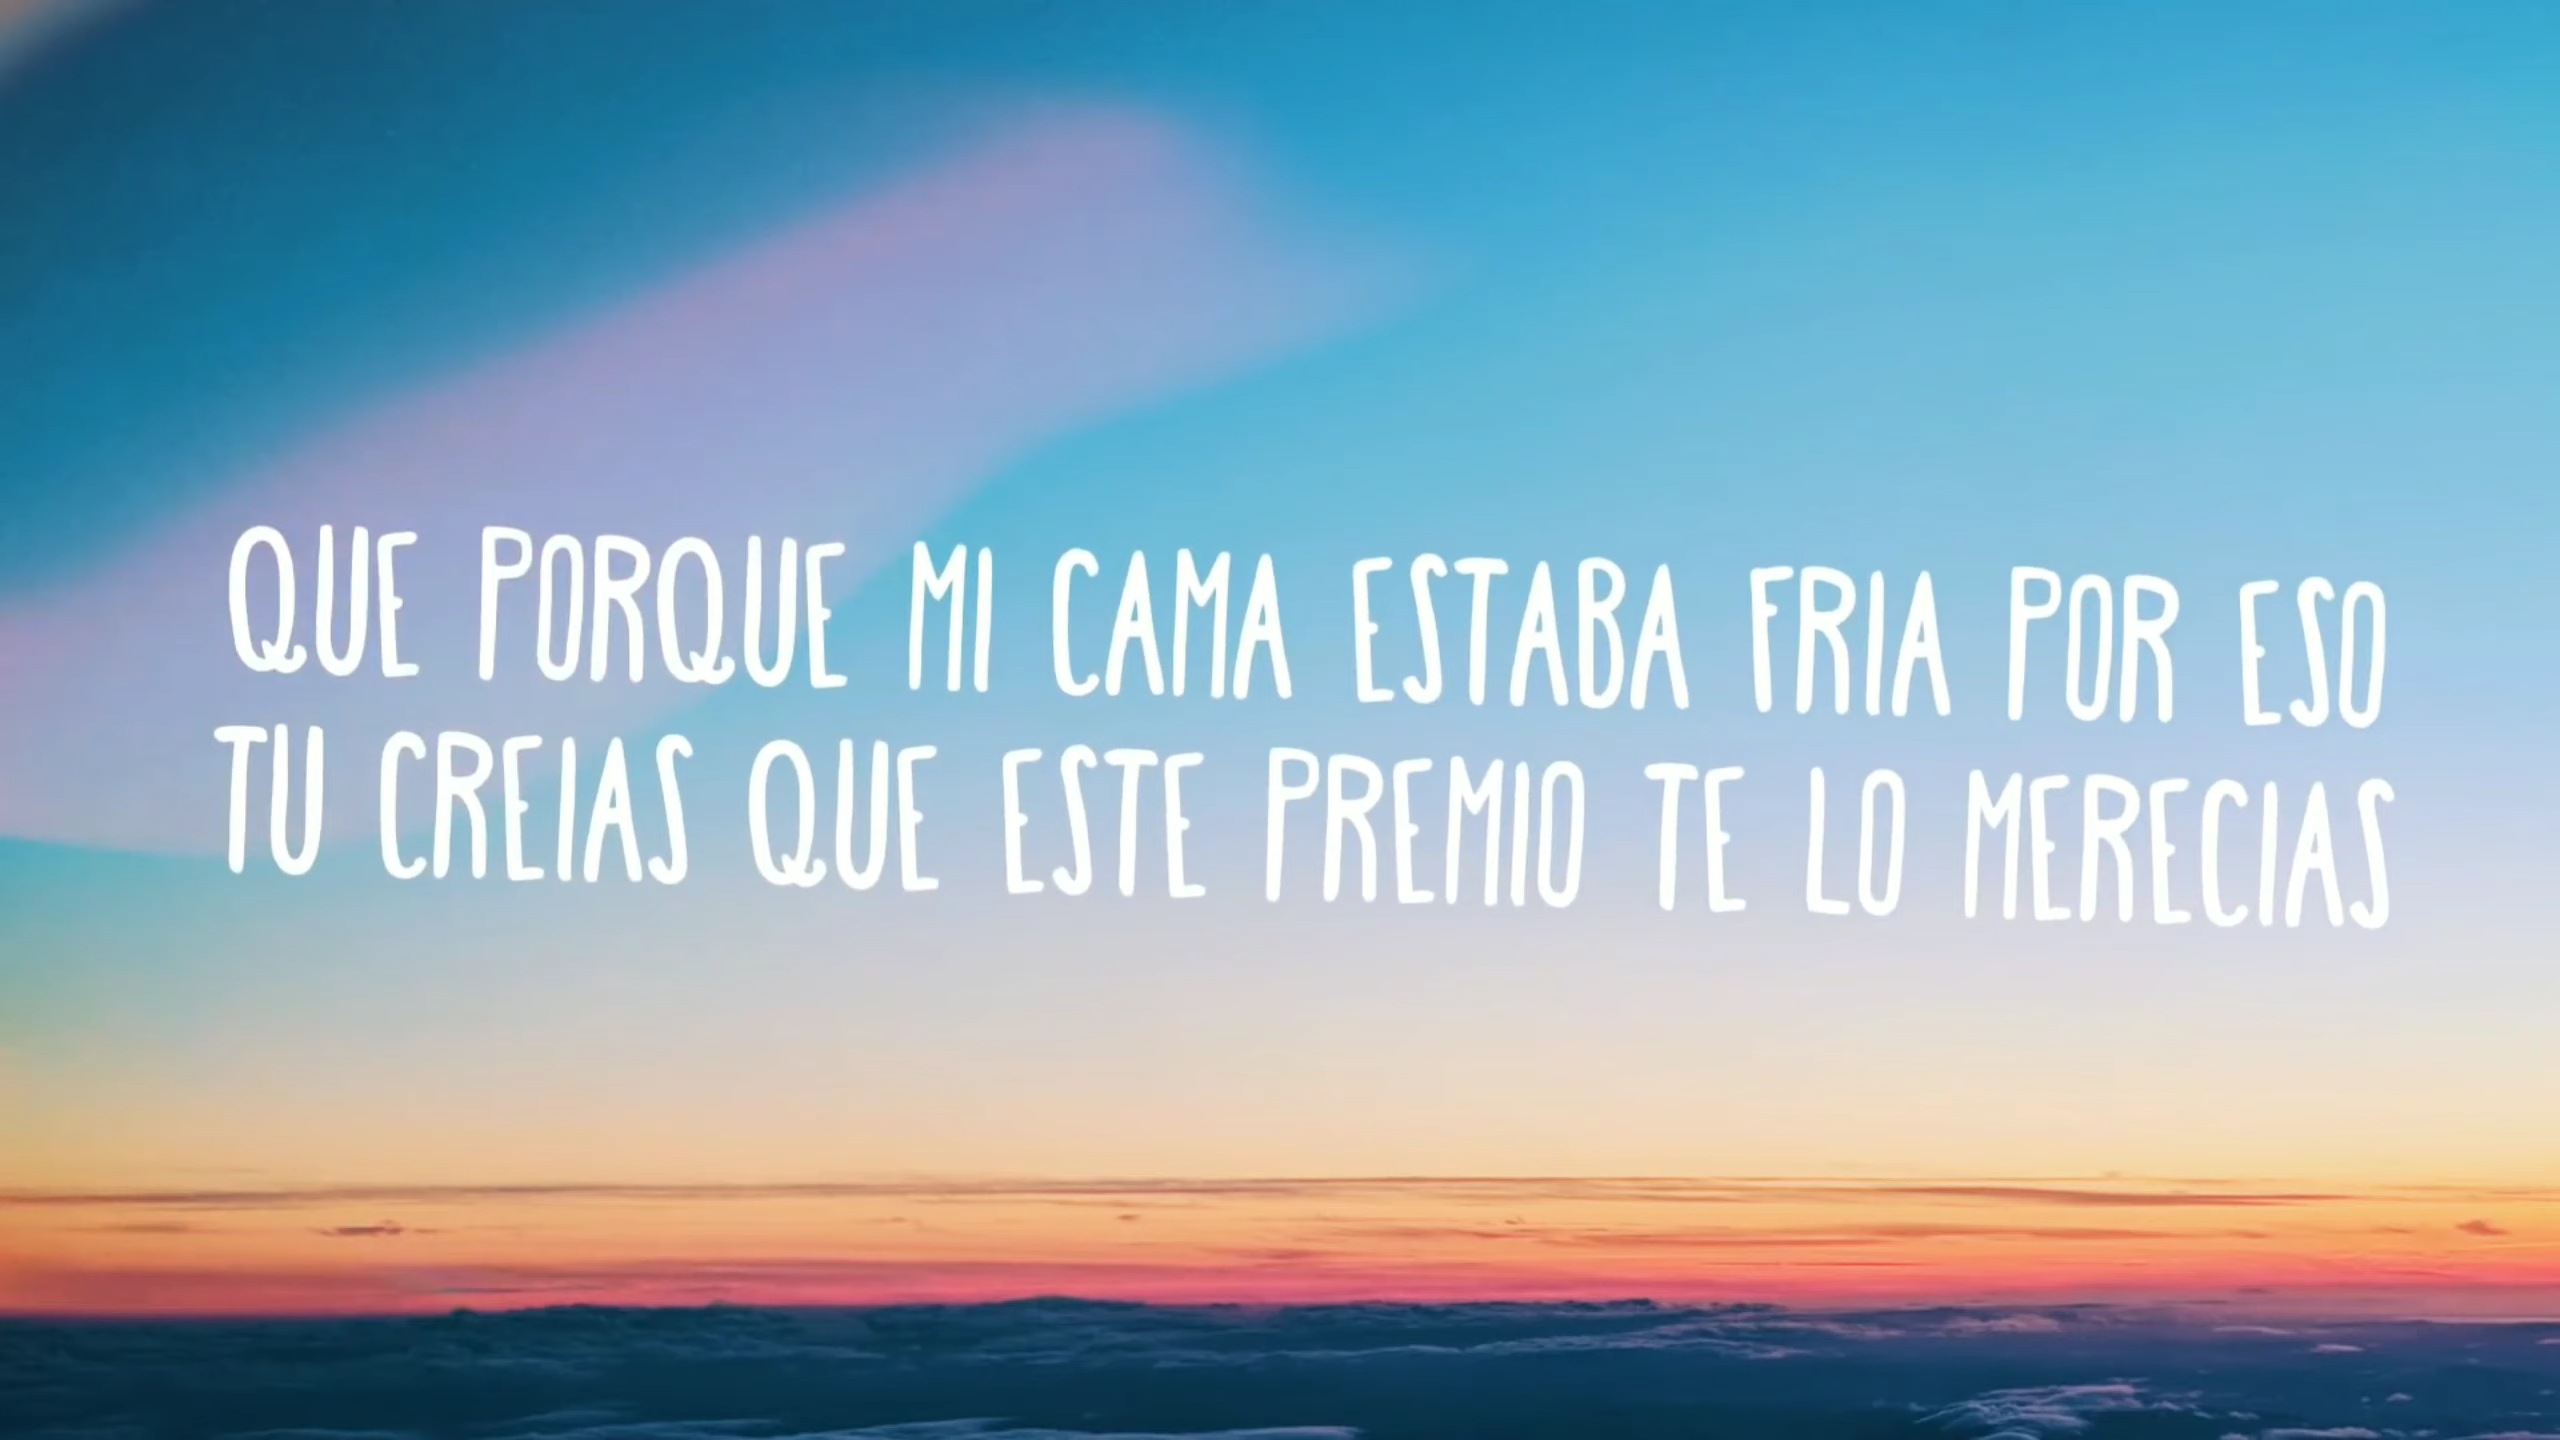 QUE PORQUE MI CAMA ESTABA FRIA POR ESO
TU CREIAS QUE ESTE PREMIO TE LO MERECIAS